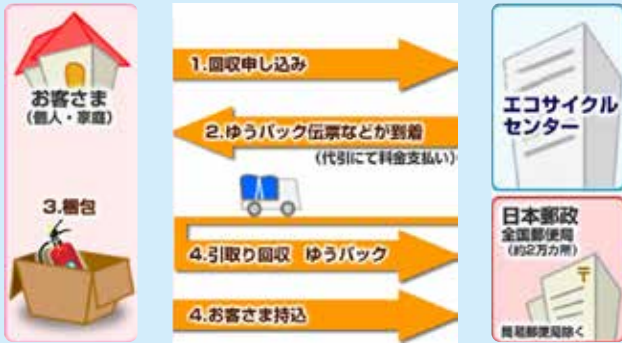 お客さま
(個人・家庭)
3.梱包
1.回収申し込み
2.ゆうパック伝票などが到着
(代引にて料金支払い)
4.引取り回収 ゆうパック
4.お客さま持込
エコサイクル
センター
日本郵政
全国郵便局
(約2万カ所)
〒
簡易郵便局除く